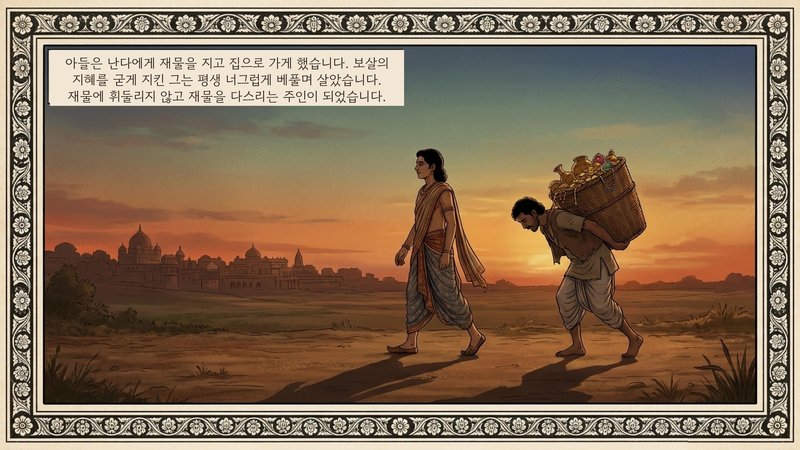 아들은 난다에게 재물을 지고 집으로 가게 했습니다. 보살의
지혜를 굳게 지킨 그는 평생 너그럽게 베풀며 살았습니다.
재물에 휘둘리지 않고 재물을 다스리는 주인이 되었습니다.